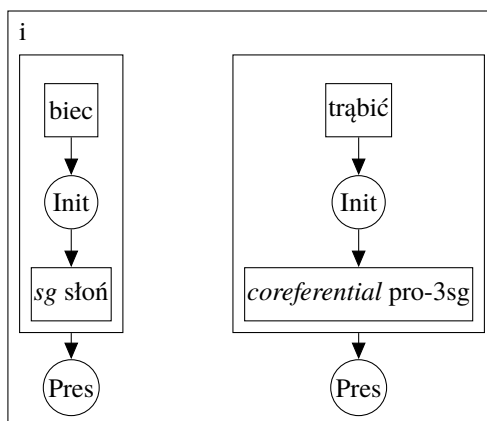 i
biec
trąbić
Init
Init
sg słoń
coreferential pro-3sg
Pres
Pres